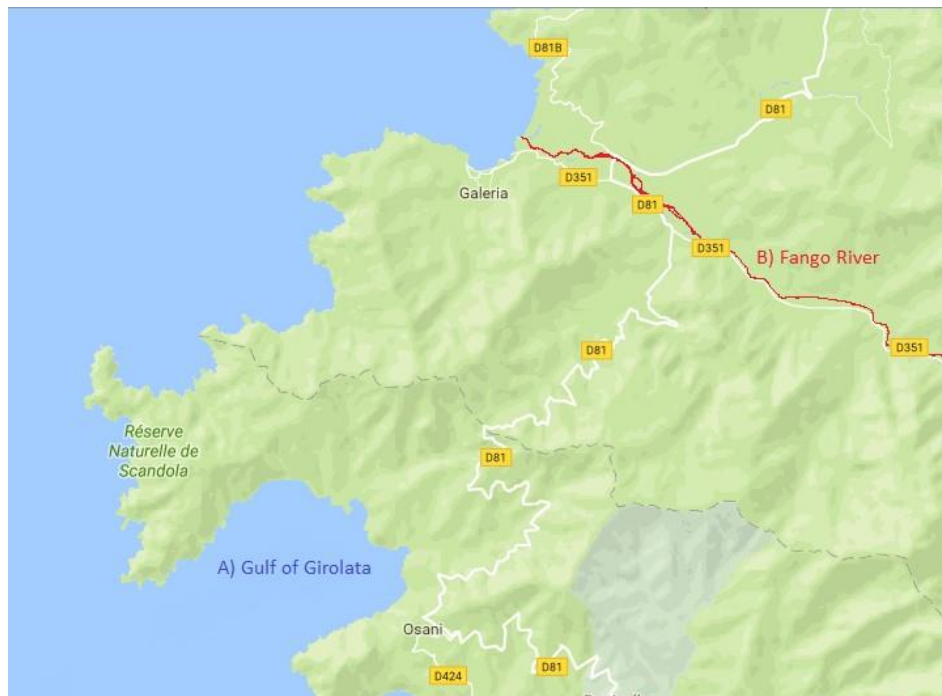 D81B
D81
D351
Galeria
D81
D351
B) Fango River
D81
D351
Réserve
Naturelle de
Scandola
D81
A) Gulf of Girolata
Osani
D81
D424